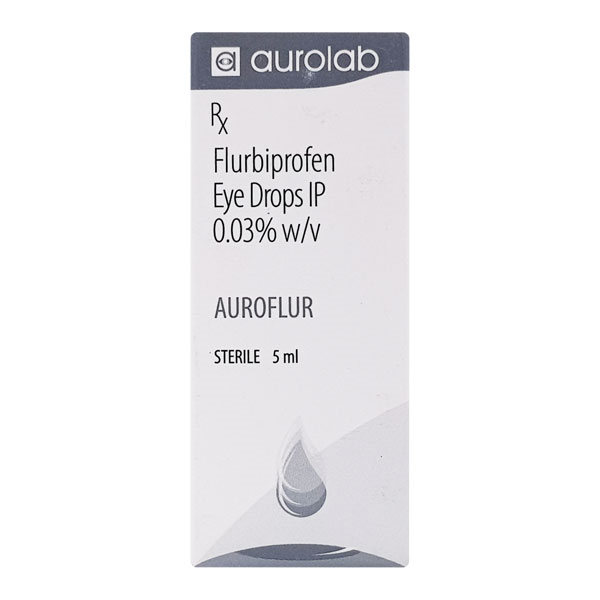 aurolab
Rx
Flurbiprofen
Eye Drops IP
0.03% w/v
AUROFLUR
STERILE 5 ml